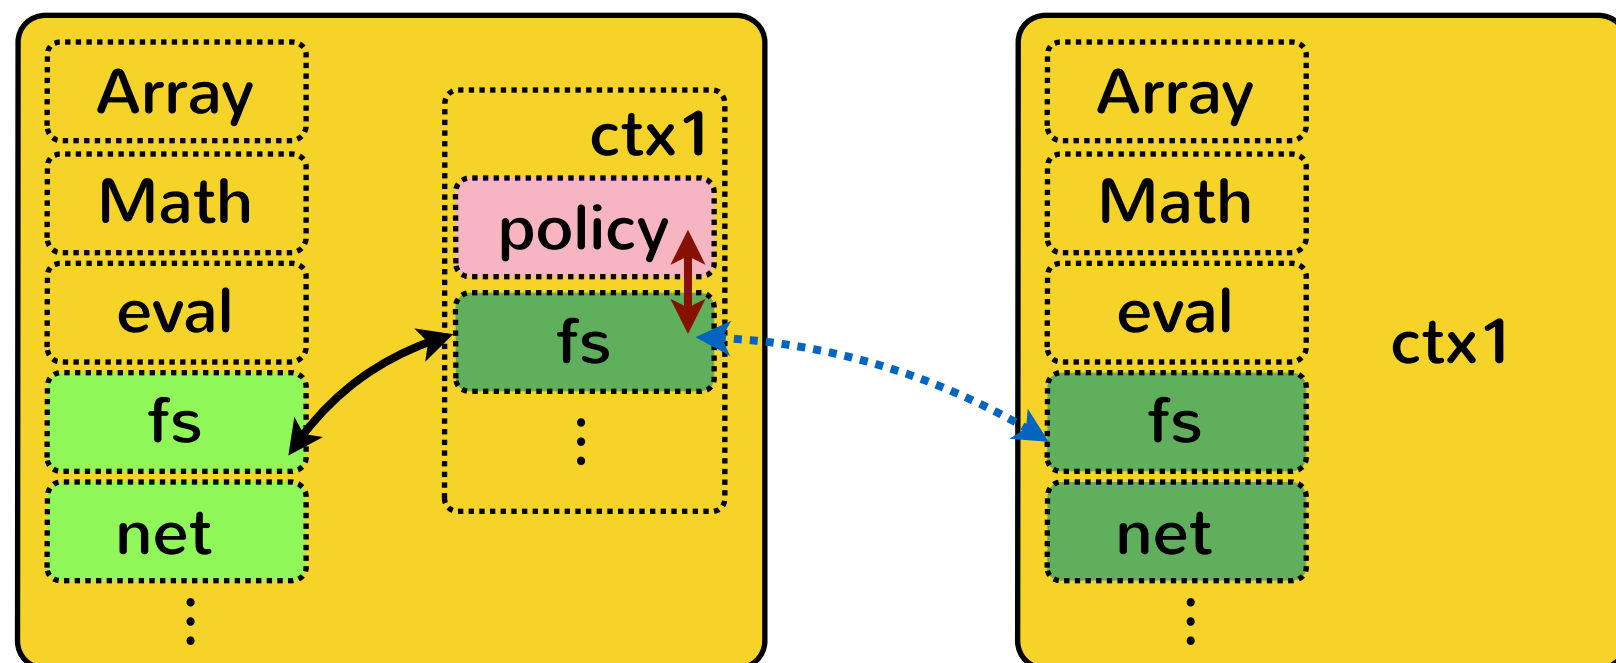 Array
Math
eval
fs
net
ctx1
policy
fs
Array
Math
eval
fs
net
ctx1